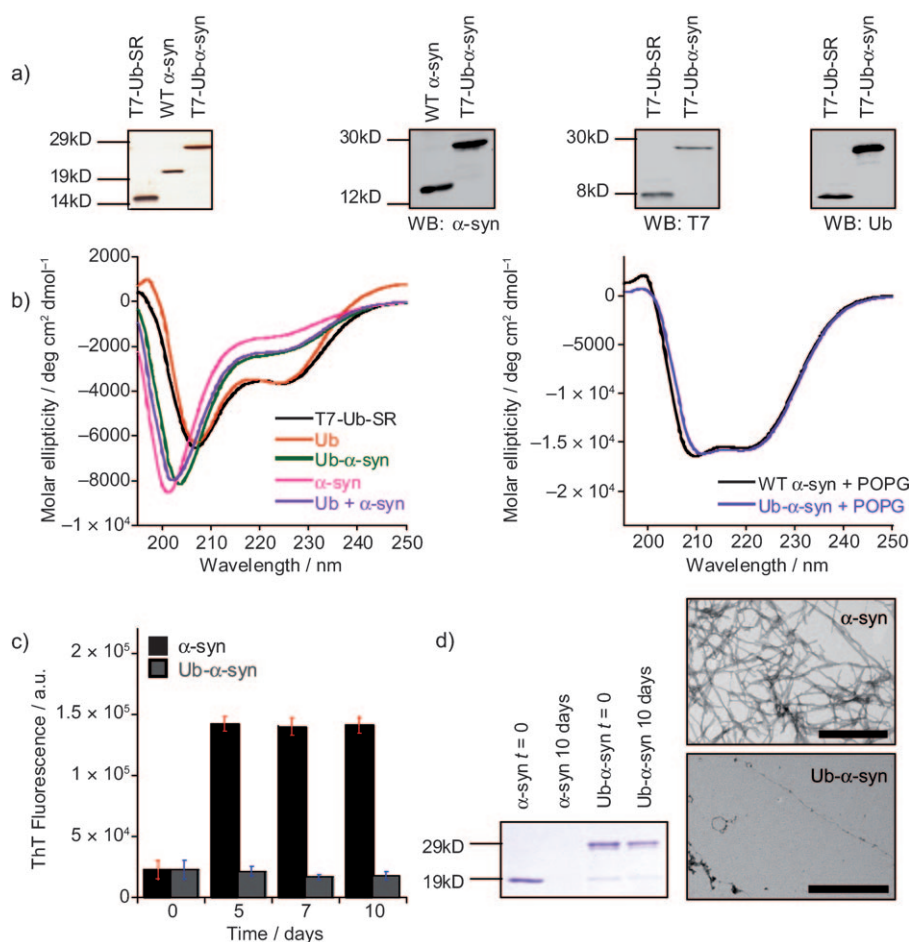 a)
T7-Ub-SR
WT α-syn
T7-Ub-α-syn
29kD
19kD
14kD
WT α-syn
T7-Ub-α-syn
30kD
12kD
WB: α-syn
T7-Ub-SR
T7-Ub-α-syn
30kD
8kD
WB: T7
T7-Ub-SR
T7-Ub-α-syn
WB: Ub
b)
Molar ellipticity / deg cm² dmol⁻¹
2000
0
−2000
−4000
−6000
−8000
−1 × 10⁴
T7-Ub-SR
Ub
Ub-α-syn
α-syn
Ub + α-syn
200 210 220 230 240 250
Wavelength / nm
Molar ellipticity / deg cm² dmol⁻¹
0
−5000
−1 × 10⁴
−1.5 × 10⁴
−2 × 10⁴
WT α-syn + POPG
Ub-α-syn + POPG
200 210 220 230 240 250
Wavelength / nm
c)
ThT Fluorescence / a.u.
2 × 10⁵
1.5 × 10⁵
1 × 10⁵
5 × 10⁴
0
α-syn
Ub-α-syn
0 5 7 10
Time / days
d)
α-syn t = 0
α-syn 10 days
Ub-α-syn t = 0
Ub-α-syn 10 days
29kD
19kD
α-syn
Ub-α-syn